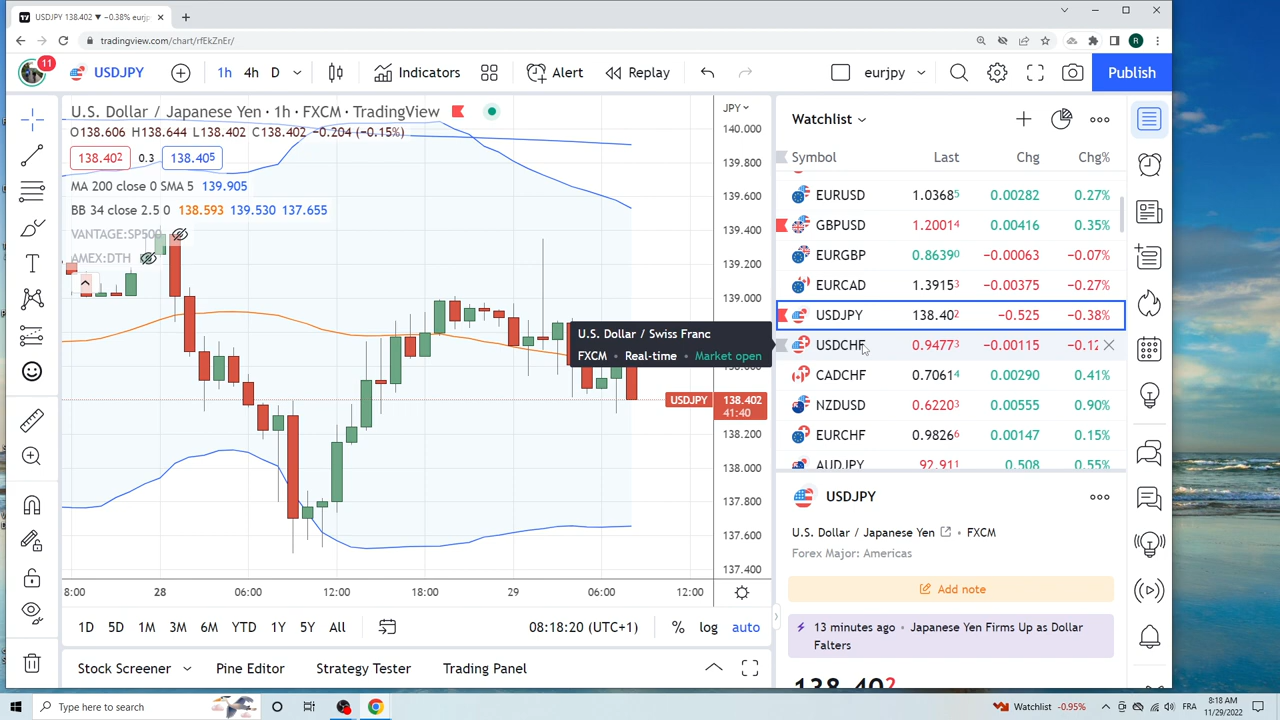 USDJPY 138.402 ▼ −0.38% eurjp
tradingview.com/chart/rfEkZnEr/
R
11
USDJPY
1h 4h D
Indicators
Alert
Replay
eurjpy
Publish
U.S. Dollar / Japanese Yen · 1h · FXCM · TradingView
O138.606 H138.644 L138.402 C138.402 −0.204 (−0.15%)
138.402 0.3 138.405
MA 200 close 0 SMA 5 139.905
BB 34 close 2.5 0 138.593 139.530 137.655
VANTAGE:SP500
AMEX:DTH
JPY
140.000
139.800
139.600
139.400
139.200
139.000
USDJPY 138.402
41:40
138.200
138.000
137.800
137.600
137.400
8:00 28 06:00 12:00 18:00 29 06:00 12:00
1D 5D 1M 3M 6M YTD 1Y 5Y All
08:18:20 (UTC+1) % log auto
Stock Screener Pine Editor Strategy Tester Trading Panel
U.S. Dollar / Swiss Franc
FXCM • Real-time • Market open
Watchlist
Symbol Last Chg Chg%
EURUSD 1.03685 0.00282 0.27%
GBPUSD 1.20014 0.00416 0.35%
EURGBP 0.86390 −0.00063 −0.07%
EURCAD 1.39153 −0.00375 −0.27%
USDJPY 138.402 −0.525 −0.38%
USDCHF 0.94773 −0.00115 −0.12
CADCHF 0.70614 0.00290 0.41%
NZDUSD 0.62203 0.00555 0.90%
EURCHF 0.98266 0.00147 0.15%
AUDJPY 92.911 0.508 0.55%
USDJPY
U.S. Dollar / Japanese Yen • FXCM
Forex Major: Americas
Add note
13 minutes ago • Japanese Yen Firms Up as Dollar
Falters
138.402
Type here to search
Watchlist -0.95%
FRA
8:18 AM
11/29/2022